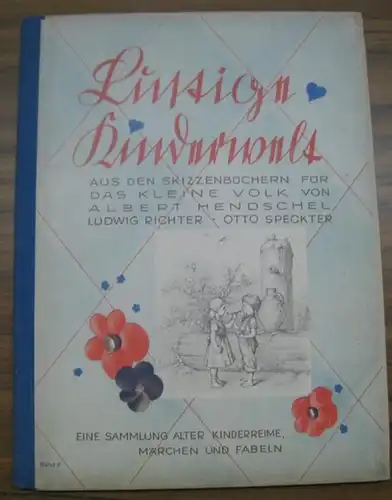 Lustige
Kinderwelt
AUS DEN SKIZZENBÜCHERN FÜR
DAS KLEINE VOLK VON
ALBERT HENDSCHEL
LUDWIG RICHTER - OTTO SPECKTER
EINE SAMMLUNG ALTER KINDERREIME,
MÄRCHEN UND FABELN